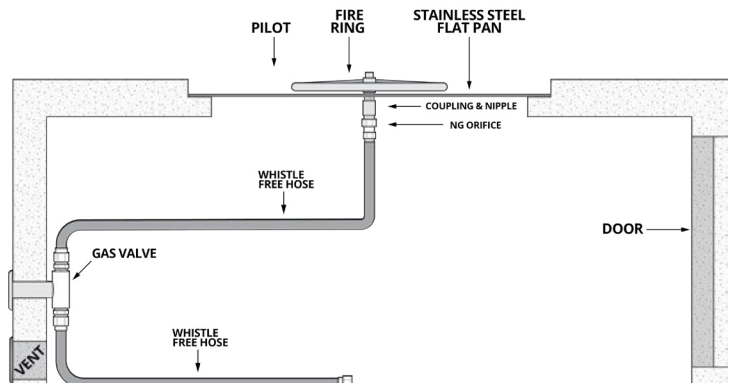 PILOT
FIRE
RING
STAINLESS STEEL
FLAT PAN
COUPLING & NIPPLE
NG ORIFICE
WHISTLE
FREE HOSE
DOOR
GAS VALVE
WHISTLE
FREE HOSE
VENT